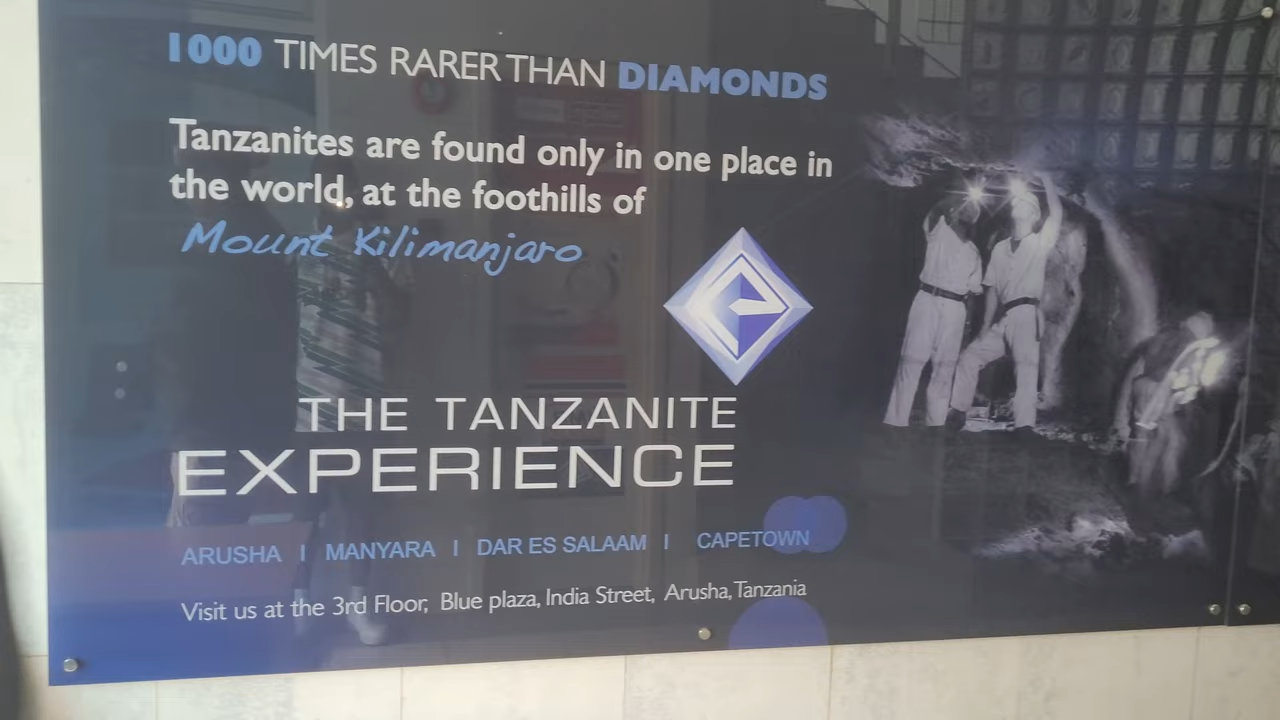 1000 TIMES RARER THAN DIAMONDS
Tanzanites are found only in one place in
the world, at the foothills of
Mount Kilimanjaro
THE TANZANITE
EXPERIENCE
ARUSHA | MANYARA | DAR ES SALAAM | CAPETOWN
Visit us at the 3rd Floor, Blue plaza, India Street, Arusha, Tanzania